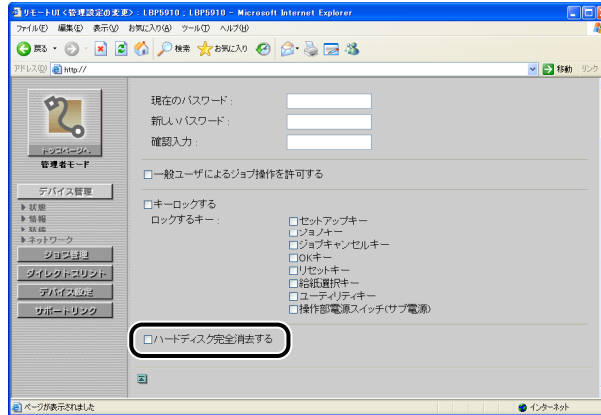 リモートUI <管理設定の変更> : LBP5910 ; LBP5910 - Microsoft Internet Explorer
ファイル(F) 編集(E) 表示(V) お気に入り(A) ツール(T) ヘルプ(H)
戻る 検索 お気に入り
アドレス(D) http:// 移動 リンク
現在のパスワード :
新しいパスワード :
確認入力 :
トップページへ
管理者モード
一般ユーザによるジョブ操作を許可する
デバイス管理
状態
情報
ネットワーク
ジョブ管理
ダイレクトプリント
デバイス設定
サポートリンク
キーロックする
ロックするキー :
セットアップキー
ジョブキー
ジョブキャンセルキー
OKキー
リセットキー
給紙選択キー
ユーティリティキー
操作部電源スイッチ(サブ電源)
ハードディスク完全消去する
ページが表示されました インターネット